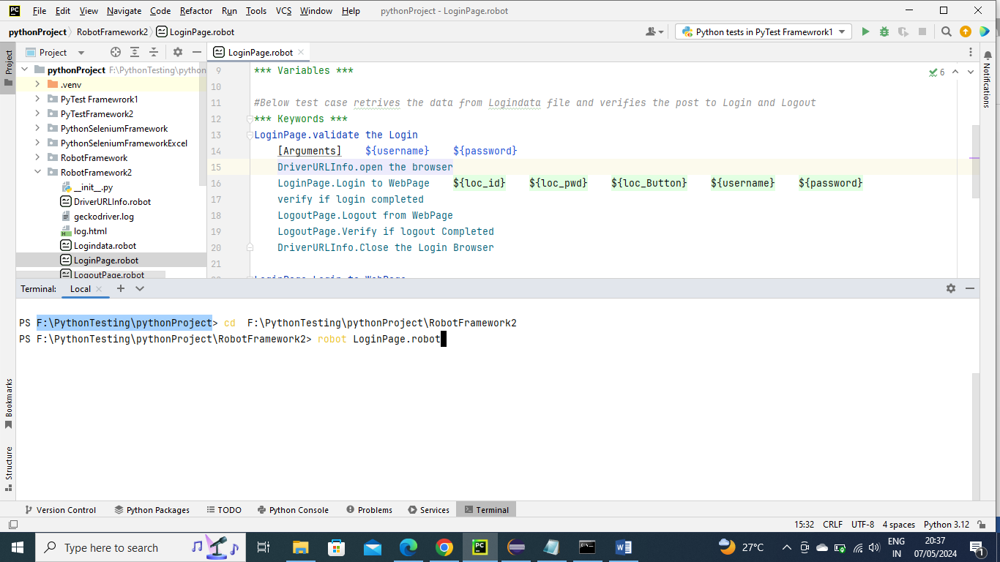 PC File Edit View Navigate Code Refactor Run Tools VCS Window Help pythonProject - LoginPage.robot
pythonProject RobotFramework2 LoginPage.robot Python tests in PyTest Framewrork1
Project LoginPage.robot
Project
Notifications
pythonProject F:\PythonTesting\python
.venv
PyTest Framewrork1
PyTestFramework2
PythonSeleniumFramework
PythonSeleniumFrameworkExcel
RobotFramework
RobotFramework2
__init__.py
DriverURLInfo.robot
geckodriver.log
log.html
Logindata.robot
LoginPage.robot
LogoutPage.robot
9 *** Variables *** 6
10
11 #Below test case retrives the data from Logindata file and verifies the post to Login and Logout
12 *** Keywords ***
13 LoginPage.validate the Login
14 [Arguments] ${username} ${password}
15 DriverURLInfo.open the browser
16 LoginPage.Login to WebPage ${loc_id} ${loc_pwd} ${loc_Button} ${username} ${password}
17 verify if login completed
18 LogoutPage.Logout from WebPage
19 LogoutPage.Verify if logout Completed
20 DriverURLInfo.Close the Login Browser
21
LoginPage.Login to WebPage
Terminal: Local
PS F:\PythonTesting\pythonProject> cd  F:\PythonTesting\pythonProject\RobotFramework2
PS F:\PythonTesting\pythonProject\RobotFramework2> robot LoginPage.robot
Bookmarks
Structure
Version Control Python Packages TODO Python Console Problems Services Terminal
15:32 CRLF UTF-8 4 spaces Python 3.12
Type here to search PC W 27°C ENG IN 20:37 07/05/2024 1